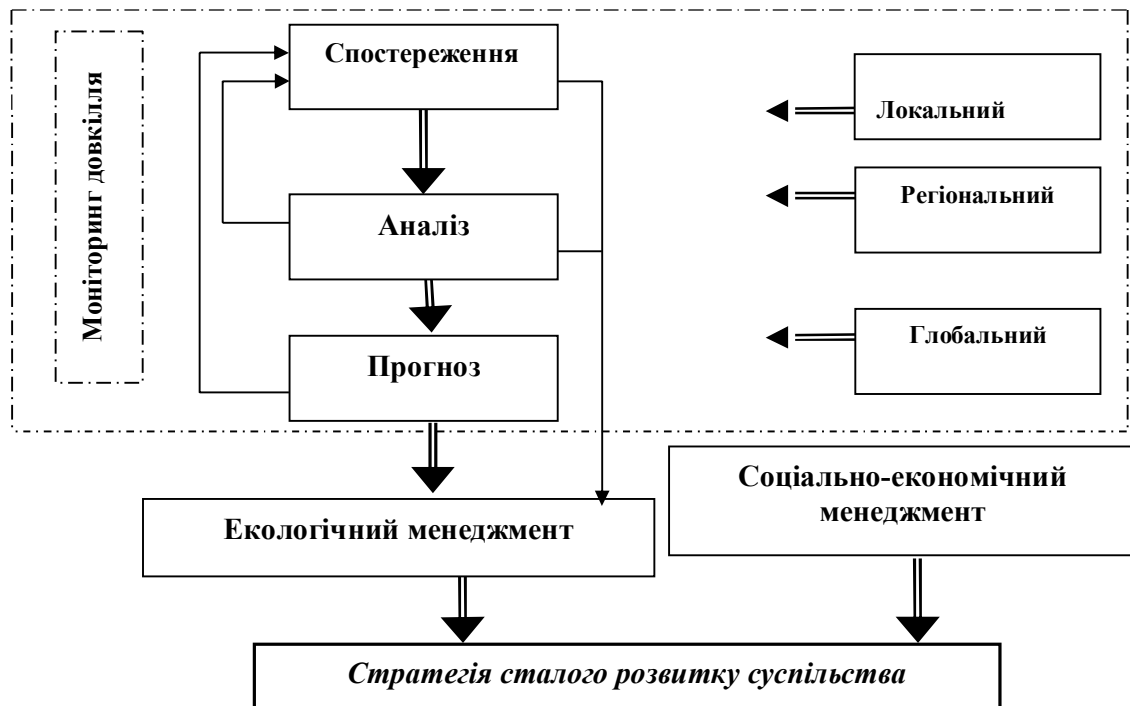 Моніторинг довкілля
Спостереження
Аналіз
Прогноз
Локальний
Регіональний
Глобальний
Екологічний менеджмент
Соціально-економічний
менеджмент
Стратегія сталого розвитку суспільства